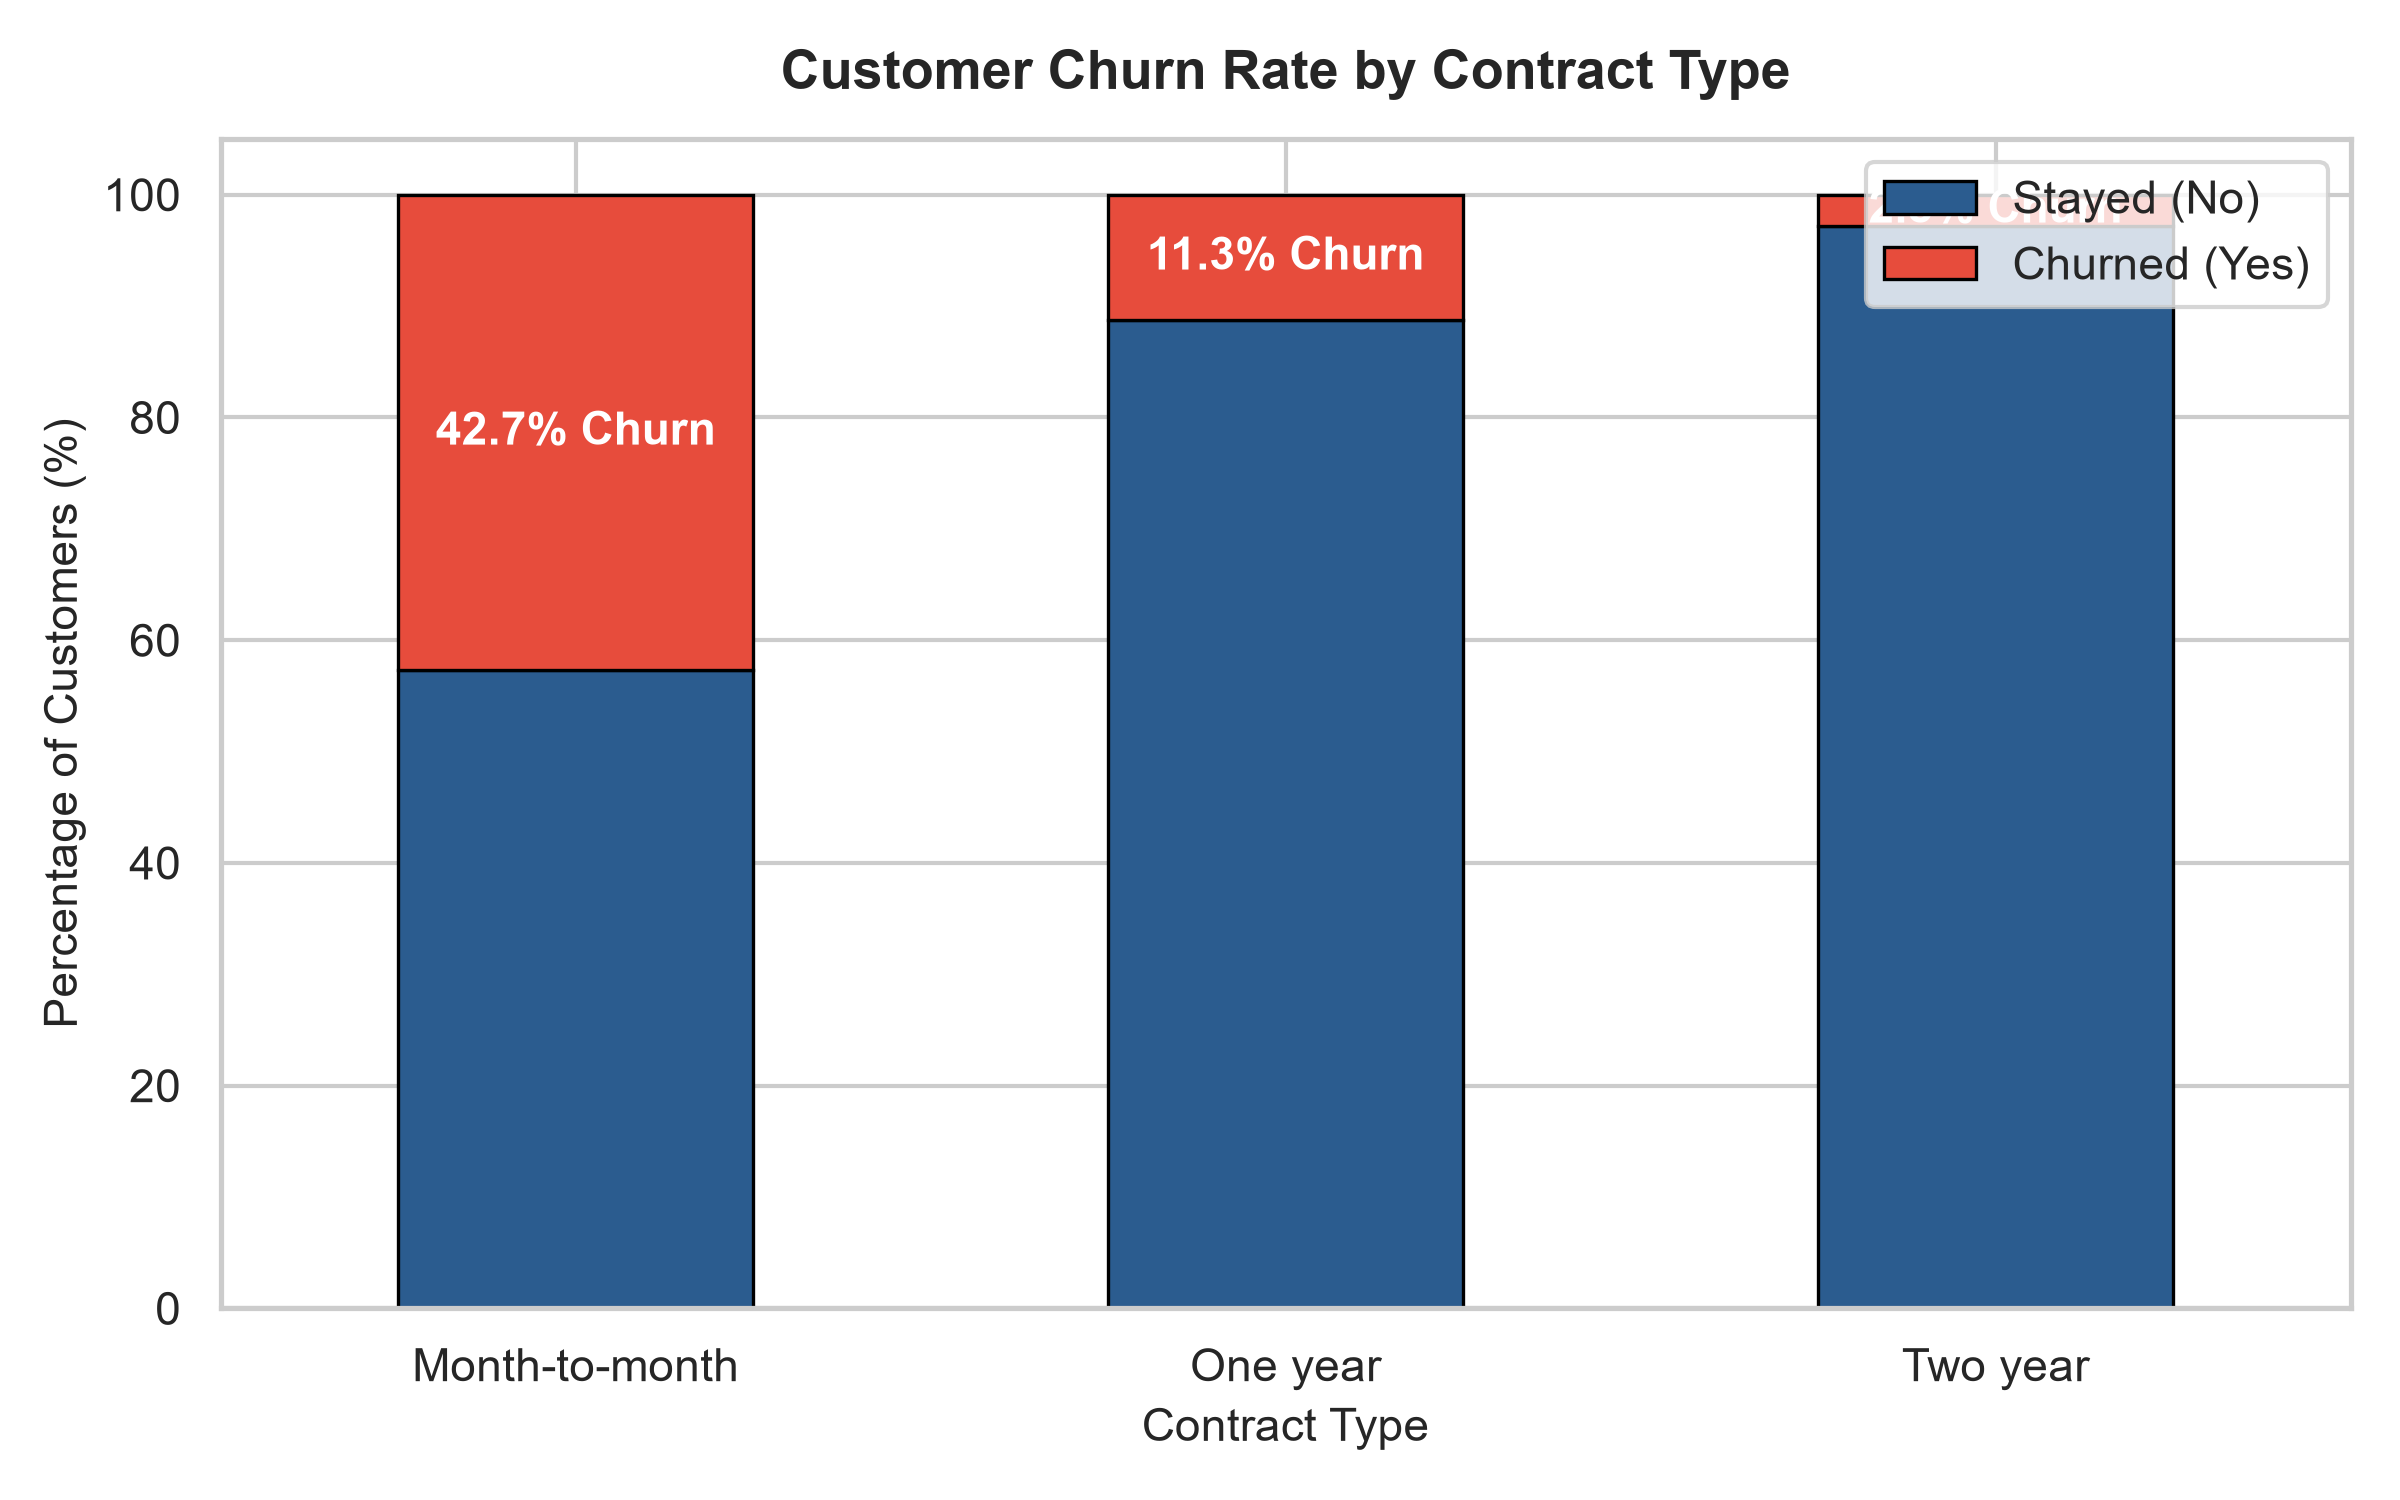 Customer Churn Rate by Contract Type
Percentage of Customers (%)
100
80
60
40
20
0
42.7% Churn
11.3% Churn
Churn
Stayed (No)
Churned (Yes)
Month-to-month
One year
Two year
Contract Type